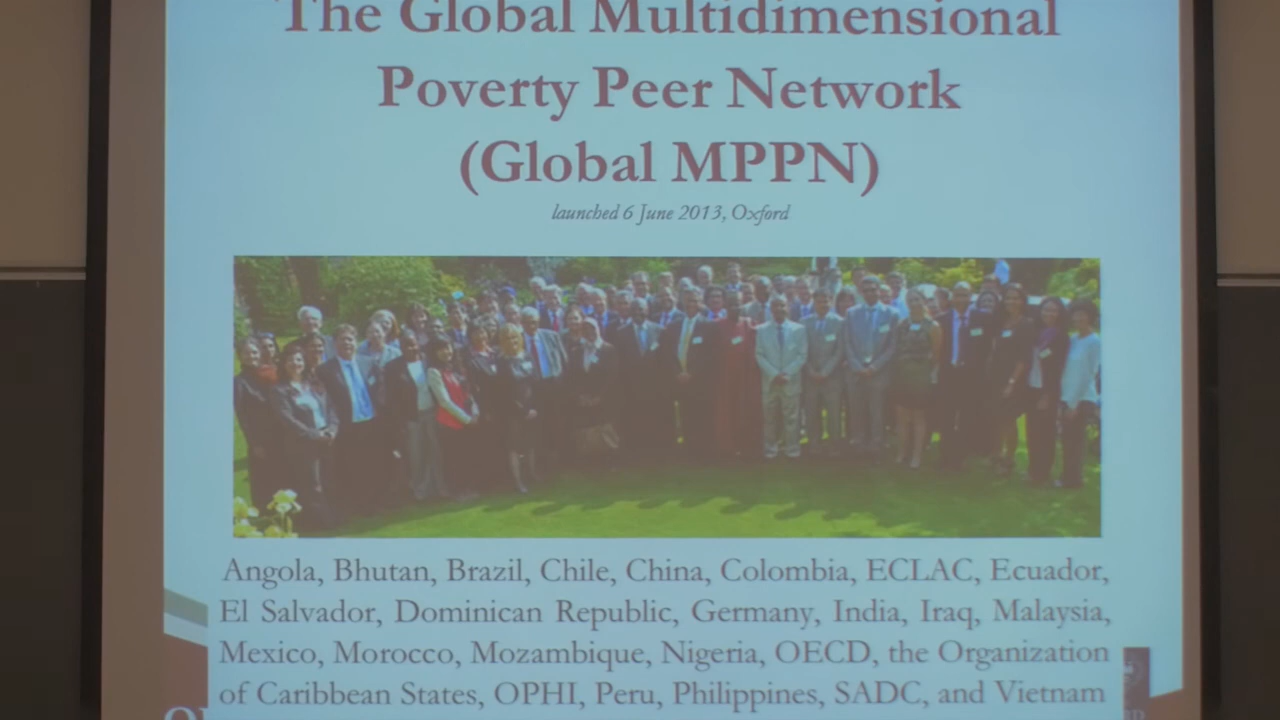 The Global Multidimensional
Poverty Peer Network
(Global MPPN)
launched 6 June 2013, Oxford
Angola, Bhutan, Brazil, Chile, China, Colombia, ECLAC, Ecuador,
El Salvador, Dominican Republic, Germany, India, Iraq, Malaysia,
Mexico, Morocco, Mozambique, Nigeria, OECD, the Organization
of Caribbean States, OPHI, Peru, Philippines, SADC, and Vietnam